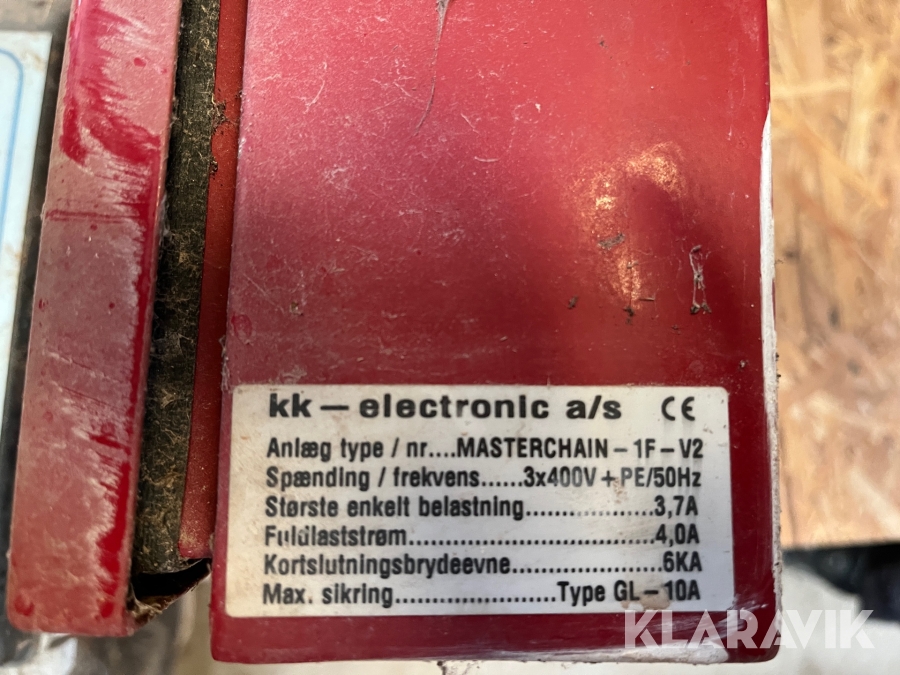 kk – electronic a/s CE
Anlæg type / nr....MASTERCHAIN – 1F – V2
Spænding / frekvens......3x400V + PE/50Hz
Største enkelt belastning..................3,7A
Fuldlaststrøm..................................4,0A
Kortslutningsbrydeevne.....................6KA
Max. sikring.......................Type GL – 10A
KLARAVIK